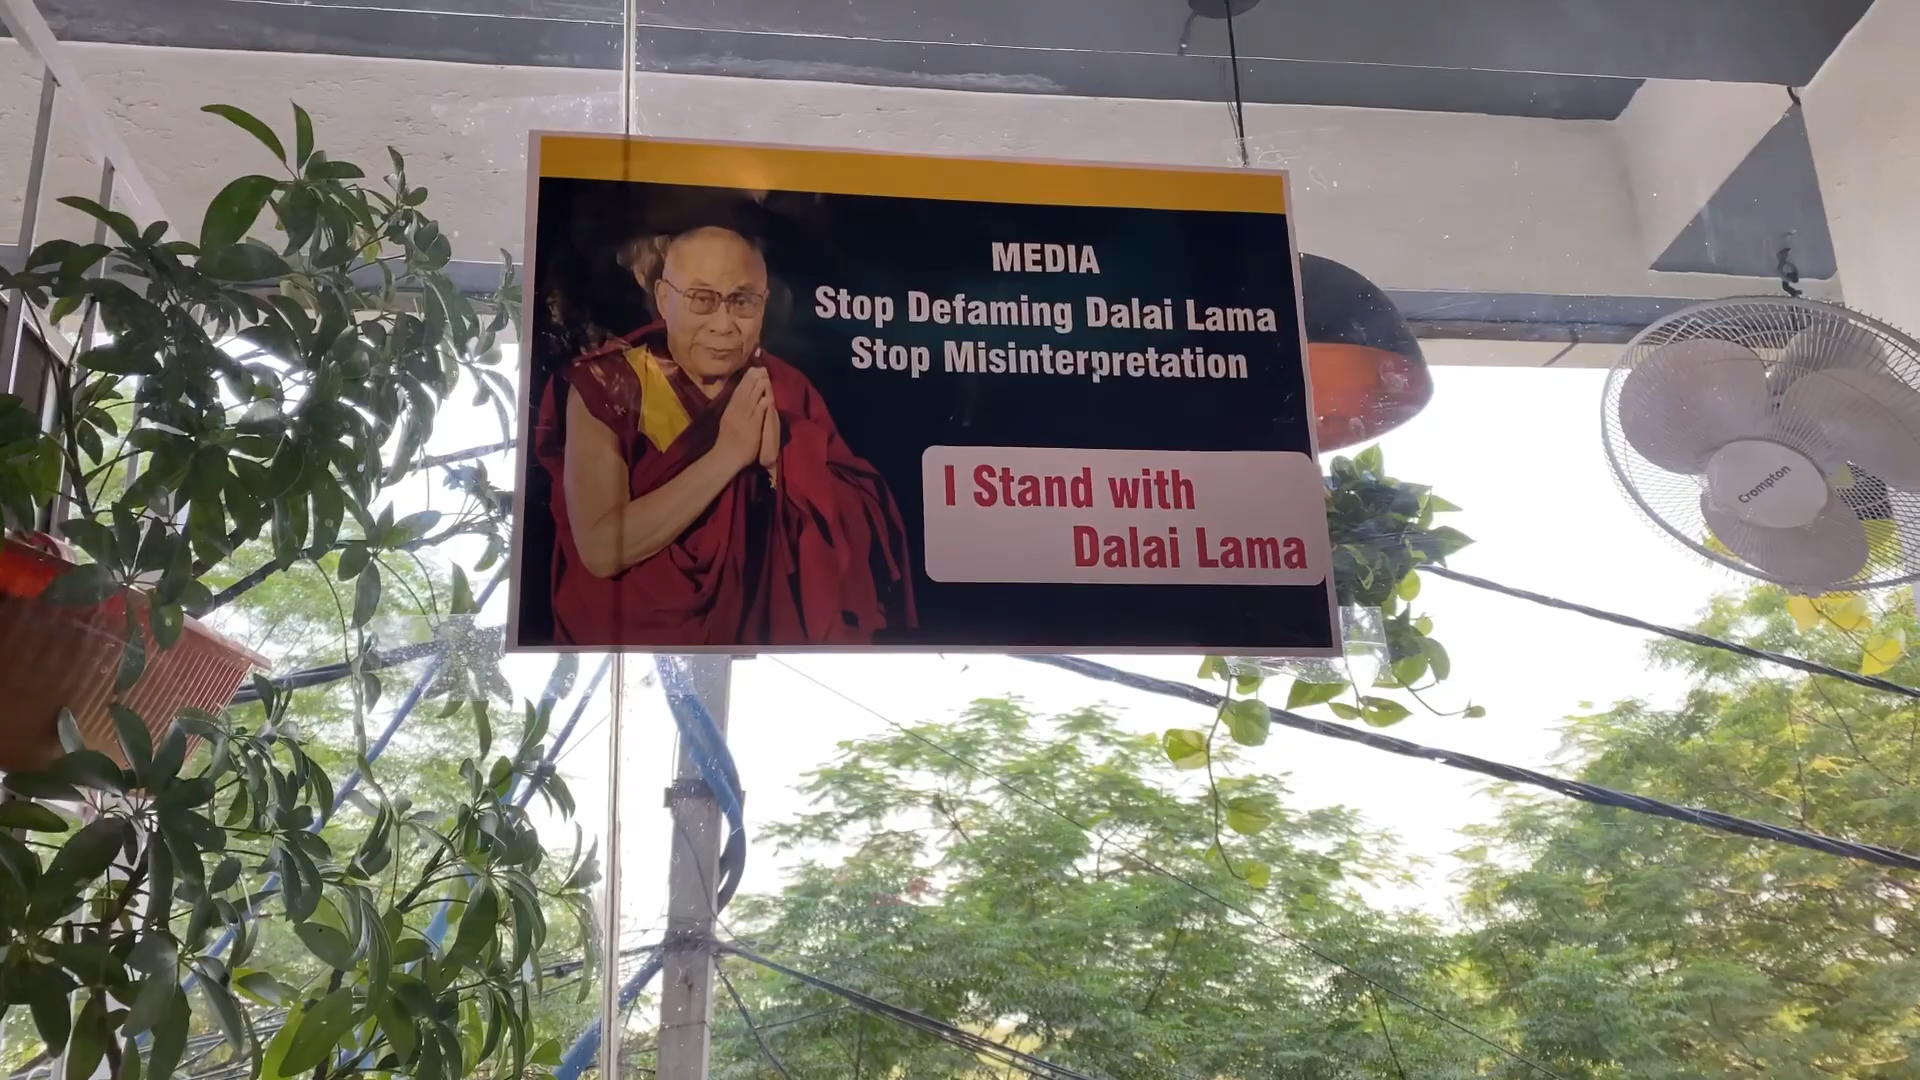 MEDIA
Stop Defaming Dalai Lama
Stop Misinterpretation
I Stand with
Dalai Lama
Crompton